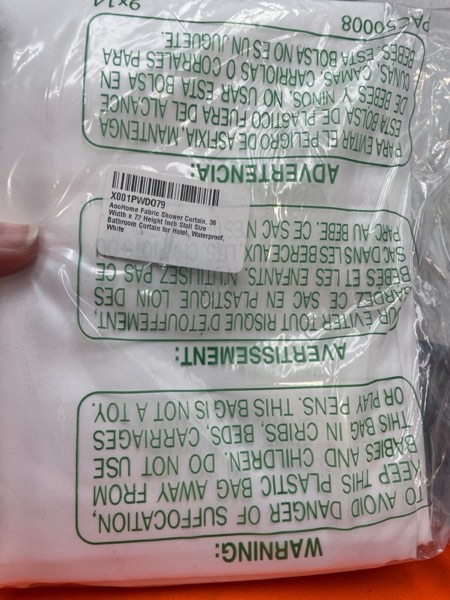 X001PWDO79
AooHome Fabric Shower Curtain, 36
Width x 72 Height Inch Stall Size
Bathroom Curtain for Hotel, Waterproof,
White
WARNING:
TO AVOID DANGER OF SUFFOCATION,
KEEP THIS PLASTIC BAG AWAY FROM
BABIES AND CHILDREN. DO NOT USE
THIS BAG IN CRIBS, BEDS, CARRIAGES
OR PLAY PENS. THIS BAG IS NOT A TOY.
AVERTISSEMENT:
POUR EVITER TOUT RISQUE D'ETOUFFEMENT,
GARDEZ CE SAC EN PLASTIQUE LOIN DES
BEBES ET LES ENFANTS. N'UTILISEZ PAS CE
SAC DANS LES BERCEAUX
PARC AU BEBE. CE SAC N
ADVERTENCIA:
PARA EVITAR EL PELIGRO DE ASFIXIA, MANTENGA
ESTA BOLSA DE PLASTICO FUERA DEL ALCANCE
DE BEBES Y NINOS. NO USAR ESTA BOLSA EN
CUNAS, CAMAS, CARRIOLAS O CORRALES PARA
BEBES. ESTA BOLSA NO ES UN JUGUETE.
PAC50008 9x14